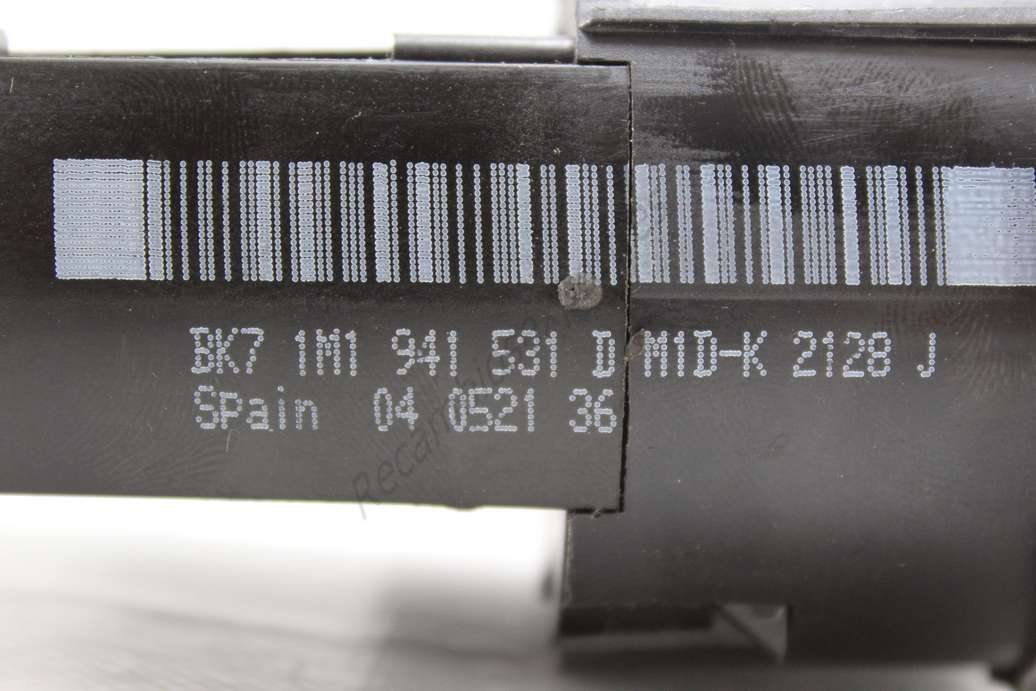 BK7 1M1 941 531 D M1D-K 2128 J
Spain 04 0521 36